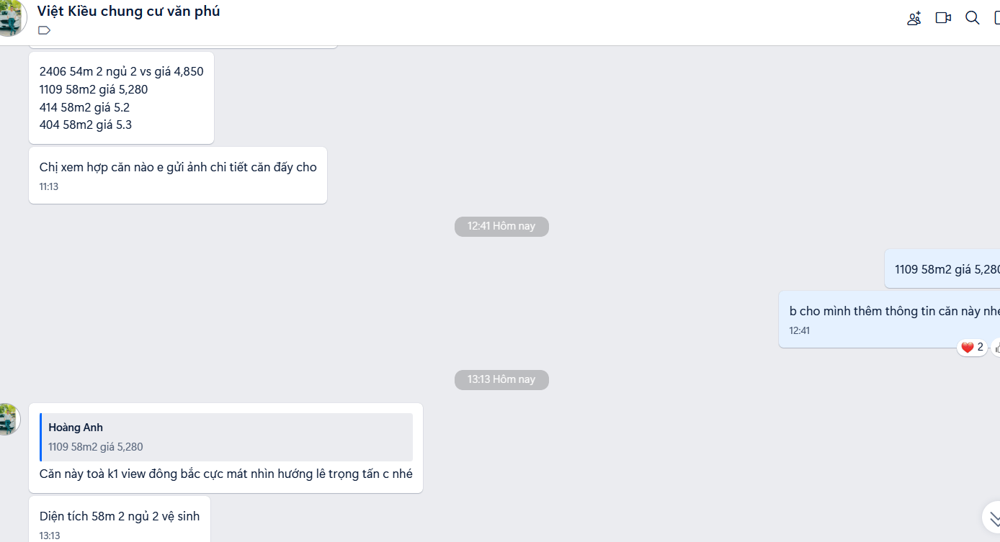 Việt Kiều chung cư văn phú
2406 54m 2 ngủ 2 vs giá 4,850
1109 58m2 giá 5,280
414 58m2 giá 5.2
404 58m2 giá 5.3
Chị xem hợp căn nào e gửi ảnh chi tiết căn đấy cho
11:13
12:41 Hôm nay
1109 58m2 giá 5,280
b cho mình thêm thông tin căn này
12:41
2
13:13 Hôm nay
Hoàng Anh
1109 58m2 giá 5,280
Căn này toà k1 view đông bắc cực mát nhìn hướng lê trọng tấn c nhé
Diện tích 58m 2 ngủ 2 vệ sinh
13:13